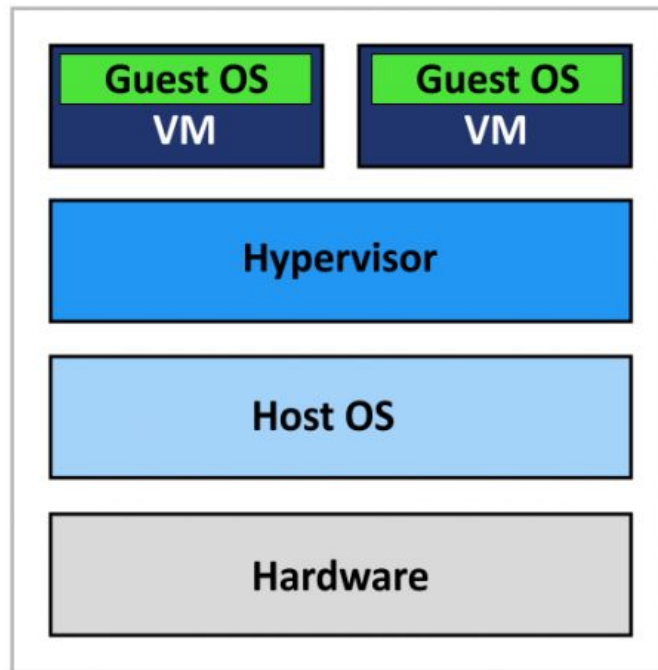 Guest OS
VM
Guest OS
VM
Hypervisor
Host OS
Hardware